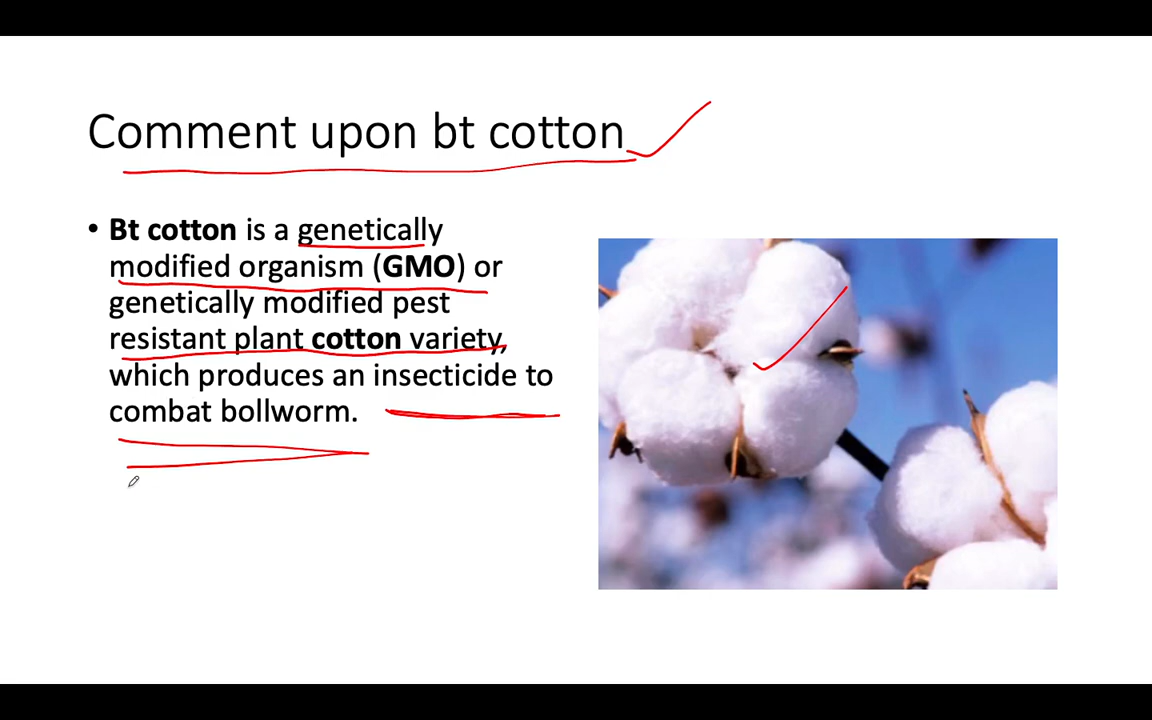 Comment upon bt cotton
• Bt cotton is a genetically
modified organism (GMO) or
genetically modified pest
resistant plant cotton variety,
which produces an insecticide to
combat bollworm.